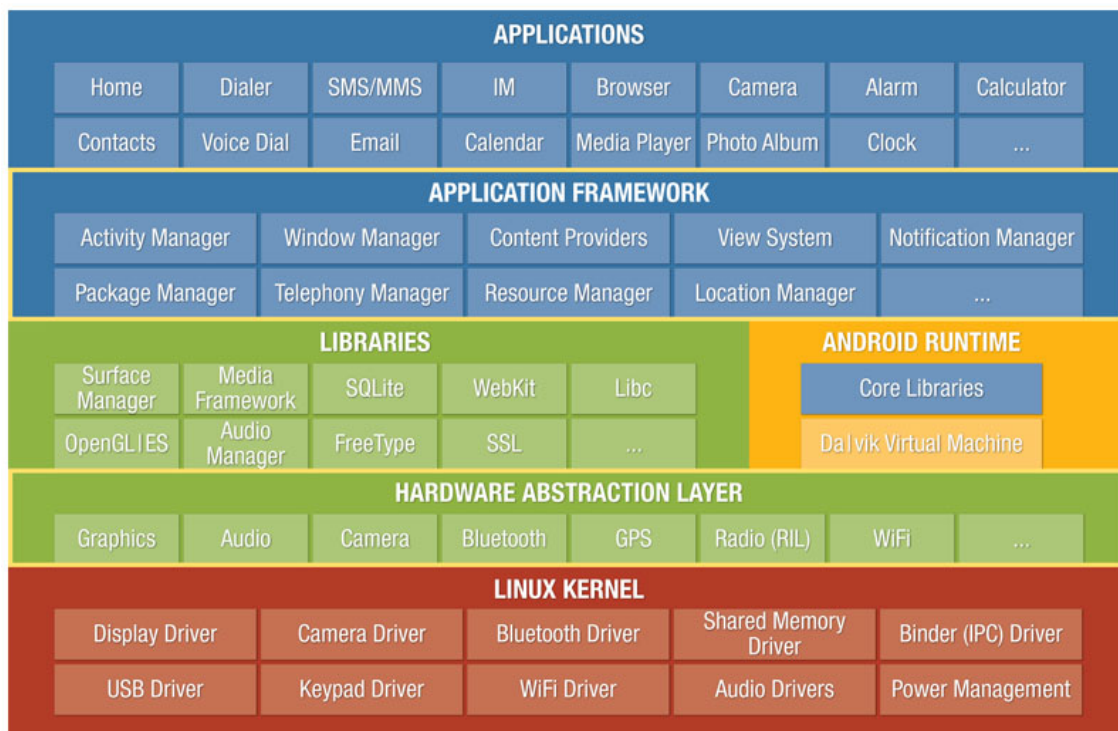 APPLICATIONS
Home Dialer SMS/MMS IM Browser Camera Alarm Calculator
Contacts Voice Dial Email Calendar Media Player Photo Album Clock ...
APPLICATION FRAMEWORK
Activity Manager Window Manager Content Providers View System Notification Manager
Package Manager Telephony Manager Resource Manager Location Manager ...
LIBRARIES
Surface
Manager
Media
Framework
SQLite WebKit Libc
OpenGL|ES
Audio
Manager
FreeType SSL ...
ANDROID RUNTIME
Core Libraries
Da|vik Virtual Machine
HARDWARE ABSTRACTION LAYER
Graphics Audio Camera Bluetooth GPS Radio (RIL) WiFi ...
LINUX KERNEL
Display Driver Camera Driver Bluetooth Driver
Shared Memory
Driver
Binder (IPC) Driver
USB Driver Keypad Driver WiFi Driver Audio Drivers Power Management